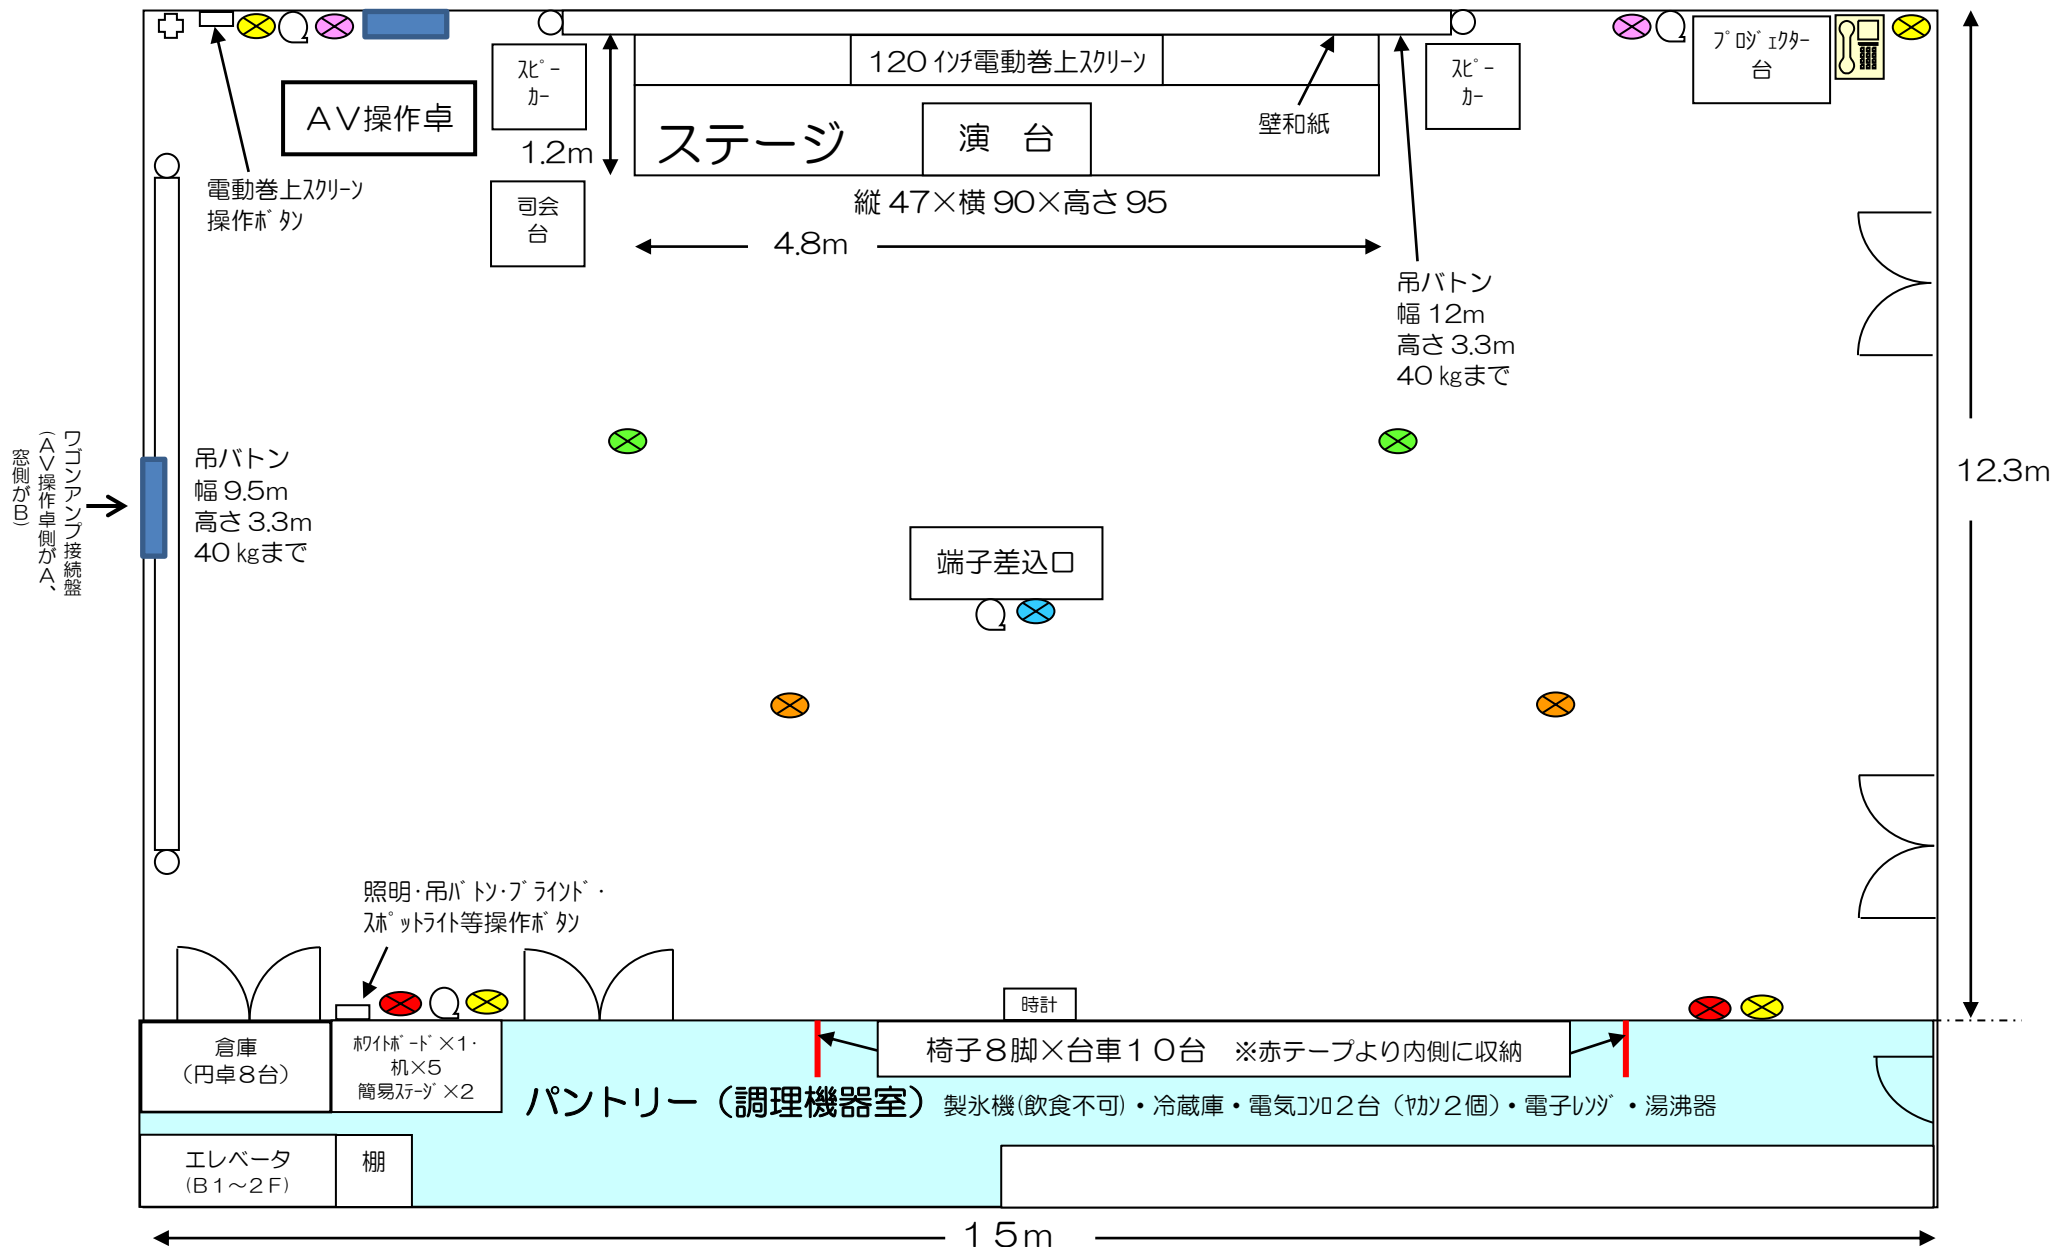 プロジェクター
台
スピー
カー
120インチ電動巻上スクリーン
スピー
カー
AV操作卓
壁和紙
ステージ
演　台
1.2m
電動巻上スクリーン
操作ボタン
司会
台
縦47×横90×高さ95
4.8m
吊バトン
幅12m
高さ3.3m
40㎏まで
ワゴンアンプ接続盤
(AV操作卓側がA、
窓側がB)
吊バトン
幅9.5m
高さ3.3m
40㎏まで
12.3m
端子差込口
照明・吊バトン・ブラインド・
スポットライト等操作ボタン
時計
倉庫
（円卓8台）
ホワイトボード×1・
机×5
簡易ステージ×2
椅子8脚×台車10台　※赤テープより内側に収納
パントリー（調理機器室）製氷機(飲食不可)・冷蔵庫・電気コンロ2台（ヤカン2個）・電子レンジ・湯沸器
エレベータ
(B1～2F)
棚
15m